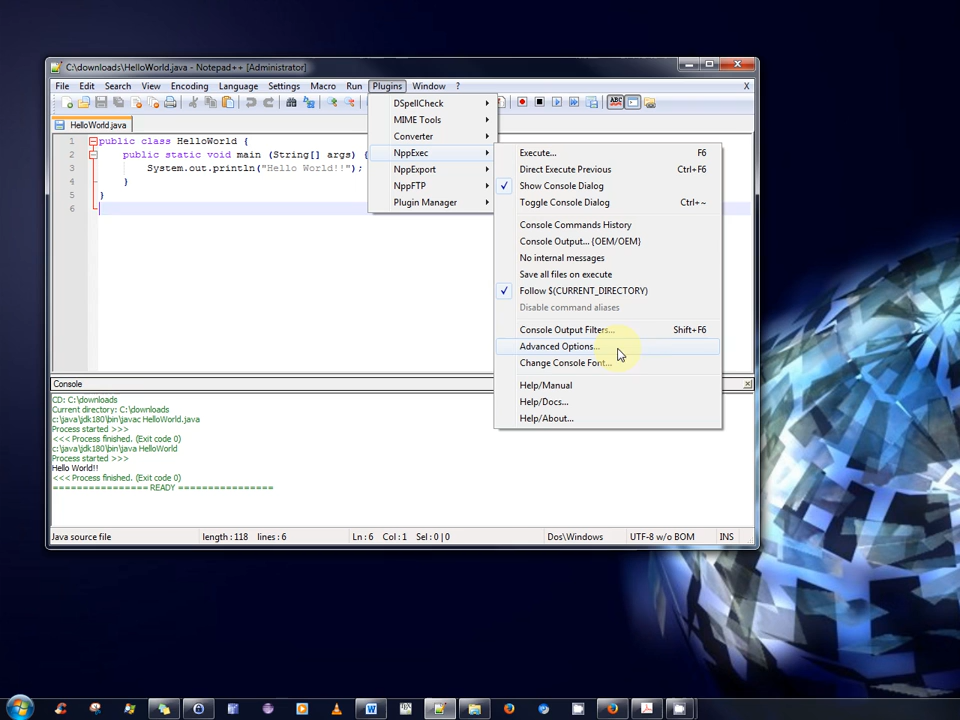 C:\downloads\HelloWorld.java - Notepad++ [Administrator]
File Edit Search View Encoding Language Settings Macro Run Plugins Window ? X
ABC
HelloWorld.java
1 public class HelloWorld {
2 public static void main (String[] args) {
3 System.out.println("Hello World!!");
4 }
5 }
6
DSpellCheck
MIME Tools
Converter
NppExec
NppExport
NppFTP
Plugin Manager
Execute... F6
Direct Execute Previous Ctrl+F6
Show Console Dialog
Toggle Console Dialog Ctrl+~
Console Commands History
Console Output... {OEM/OEM}
No internal messages
Save all files on execute
Follow $(CURRENT_DIRECTORY)
Disable command aliases
Console Output Filters... Shift+F6
Advanced Options...
Change Console Font...
Help/Manual
Help/Docs...
Help/About...
Console
CD: C:\downloads
Current directory: C:\downloads
c:\java\jdk180\bin\javac HelloWorld.java
Process started >>>
<<< Process finished. (Exit code 0)
c:\java\jdk180\bin\java HelloWorld
Process started >>>
Hello World!!
<<< Process finished. (Exit code 0)
================ READY ================
Java source file length : 118 lines : 6 Ln : 6 Col : 1 Sel : 0 | 0 Dos\Windows UTF-8 w/o BOM INS